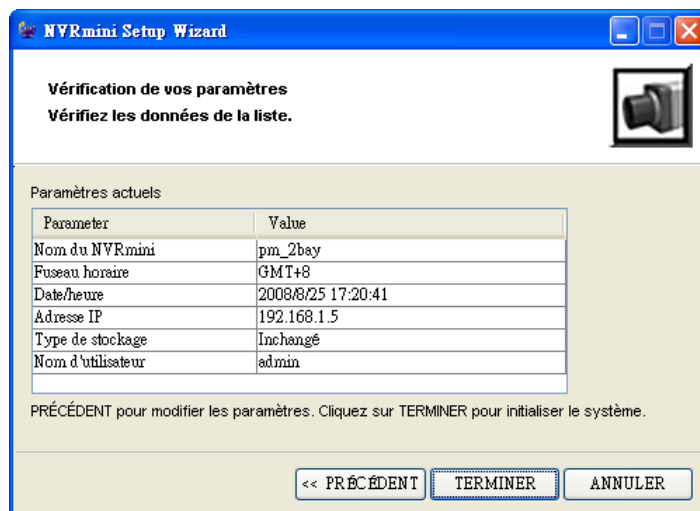 NVRmini Setup Wizard
Vérification de vos paramètres
Vérifiez les données de la liste.
Paramètres actuels
Parameter Value
Nom du NVRmini pm_2bay
Fuseau horaire GMT+8
Date/heure 2008/8/25 17:20:41
Adresse IP 192.168.1.5
Type de stockage Inchangé
Nom d'utilisateur admin
PRÉCÉDENT pour modifier les paramètres. Cliquez sur TERMINER pour initialiser le système.
<< PRÉCÉDENT TERMINER ANNULER